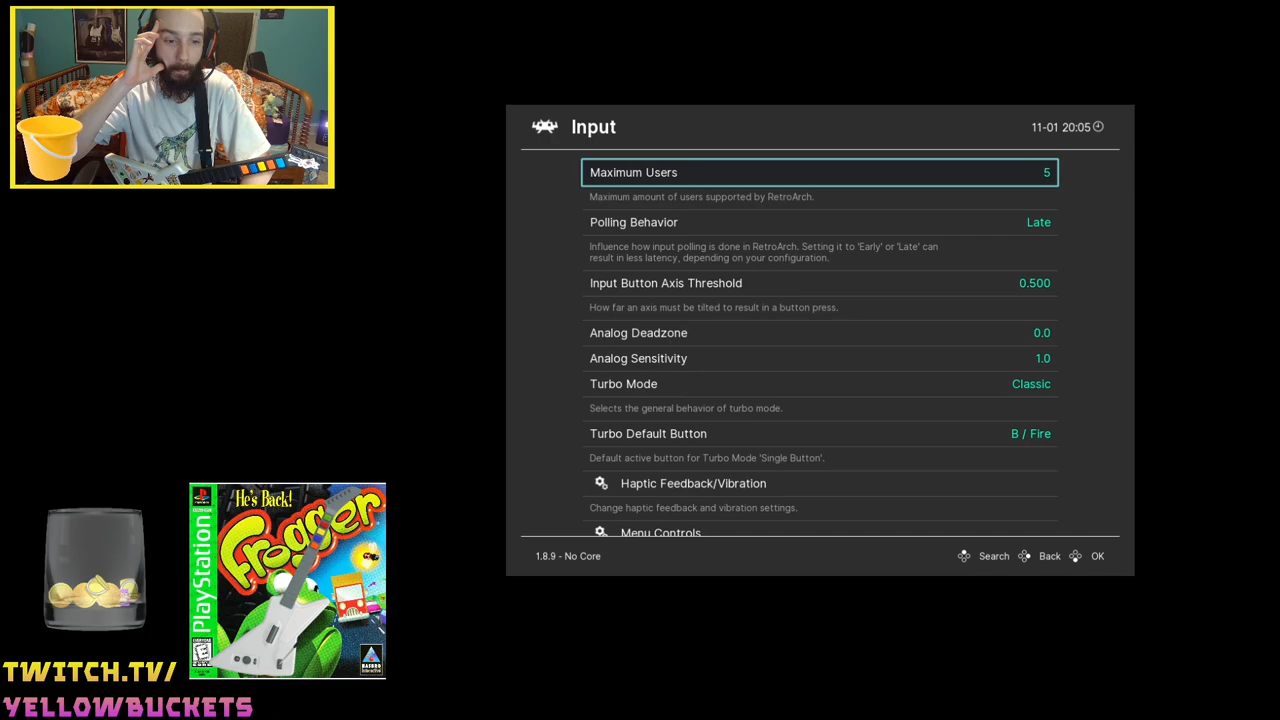 Input
11-01 20:05
Maximum Users 5
Maximum amount of users supported by RetroArch.
Polling Behavior Late
Influence how input polling is done in RetroArch. Setting it to 'Early' or 'Late' can
result in less latency, depending on your configuration.
Input Button Axis Threshold 0.500
How far an axis must be tilted to result in a button press.
Analog Deadzone 0.0
Analog Sensitivity 1.0
Turbo Mode Classic
Selects the general behavior of turbo mode.
Turbo Default Button B / Fire
Default active button for Turbo Mode 'Single Button'.
Haptic Feedback/Vibration
Change haptic feedback and vibration settings.
Menu Controls
1.8.9 - No Core
Search Back OK
He's Back!
Frogger
PlayStation
EVERYONE
E
HASBRO
Interactive
TWITCH.TV/
YELLOWBUCKETS